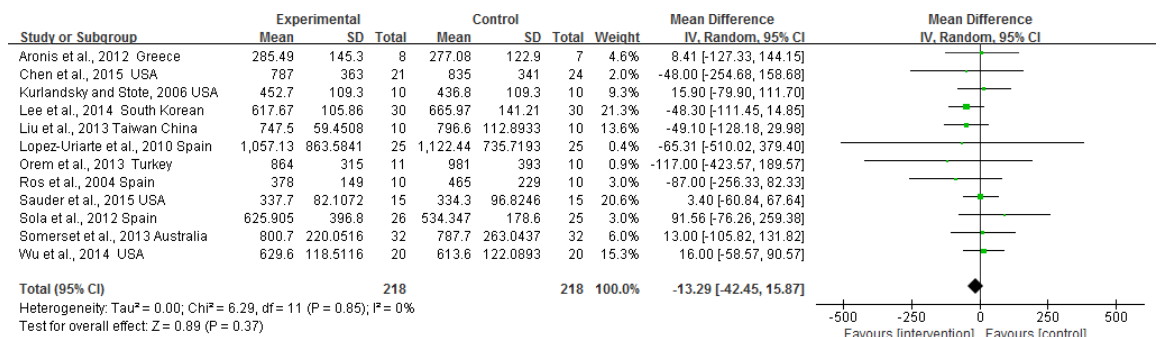 Experimental Control Mean Difference Mean Difference
Study or Subgroup Mean SD Total Mean SD Total Weight IV, Random, 95% CI IV, Random, 95% CI
Aronis et al., 2012 Greece 285.49 145.3 8 277.08 122.9 7 4.6% 8.41 [-127.33, 144.15]
Chen et al., 2015 USA 787 363 21 835 341 24 2.0% -48.00 [-254.68, 158.68]
Kurlandsky and Stote, 2006 USA 452.7 109.3 10 436.8 109.3 10 9.3% 15.90 [-79.90, 111.70]
Lee et al., 2014 South Korean 617.67 105.86 30 665.97 141.21 30 21.3% -48.30 [-111.45, 14.85]
Liu et al., 2013 Taiwan China 747.5 59.4508 10 796.6 112.8933 10 13.6% -49.10 [-128.18, 29.98]
Lopez-Uriarte et al., 2010 Spain 1,057.13 863.5841 25 1,122.44 735.7193 25 0.4% -65.31 [-510.02, 379.40]
Orem et al., 2013 Turkey 864 315 11 981 393 10 0.9% -117.00 [-423.57, 189.57]
Ros et al., 2004 Spain 378 149 10 465 229 10 3.0% -87.00 [-256.33, 82.33]
Sauder et al., 2015 USA 337.7 82.1072 15 334.3 96.8246 15 20.6% 3.40 [-60.84, 67.64]
Sola et al., 2012 Spain 625.905 396.8 26 534.347 178.6 25 3.0% 91.56 [-76.26, 259.38]
Somerset et al., 2013 Australia 800.7 220.0516 32 787.7 263.0437 32 6.0% 13.00 [-105.82, 131.82]
Wu et al., 2014 USA 629.6 118.5116 20 613.6 122.0893 20 15.3% 16.00 [-58.57, 90.57]
Total (95% CI) 218 218 100.0% -13.29 [-42.45, 15.87]
Heterogeneity: Tau² = 0.00; Chi² = 6.29, df = 11 (P = 0.85); I² = 0%
Test for overall effect: Z = 0.89 (P = 0.37)
-500 -250 0 250 500
Favours [intervention] Favours [control]